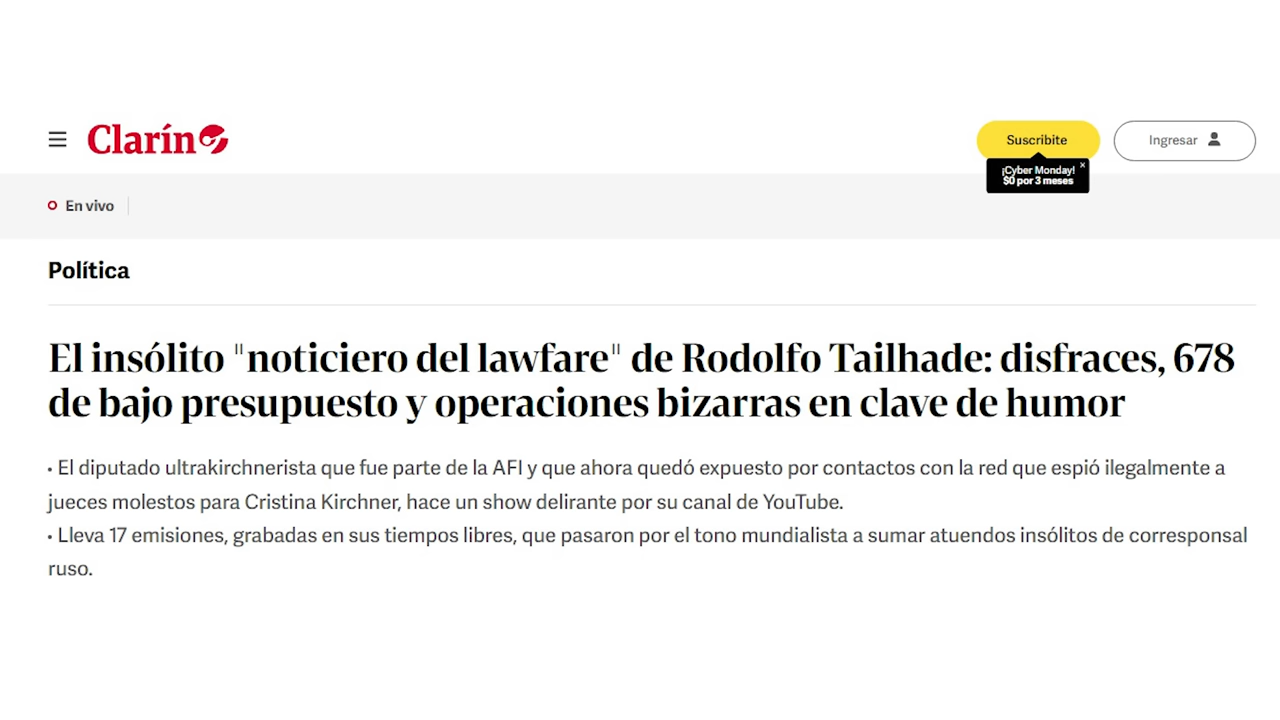 Clarín
Suscribite
Ingresar
¡Cyber Monday! ×
$0 por 3 meses
En vivo
Política
El insólito "noticiero del lawfare" de Rodolfo Tailhade: disfraces, 678
de bajo presupuesto y operaciones bizarras en clave de humor
• El diputado ultrakirchnerista que fue parte de la AFI y que ahora quedó expuesto por contactos con la red que espió ilegalmente a
jueces molestos para Cristina Kirchner, hace un show delirante por su canal de YouTube.
• Lleva 17 emisiones, grabadas en sus tiempos libres, que pasaron por el tono mundialista a sumar atuendos insólitos de corresponsal
ruso.